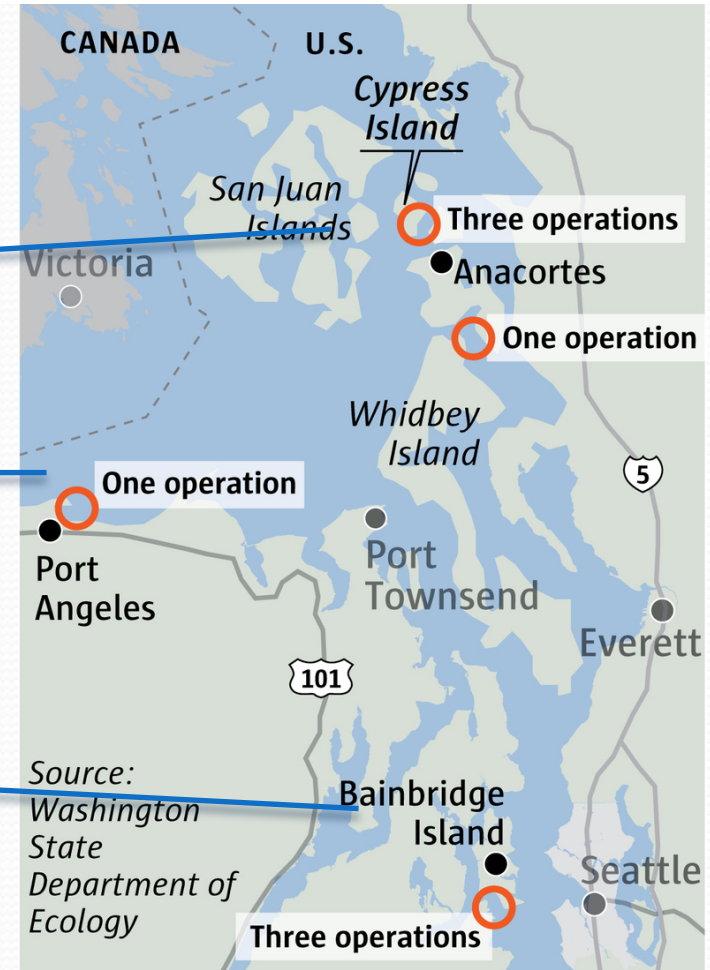 CANADA
U.S.
Cypress
Island
San Juan
Islands
Three operations
Victoria
Anacortes
One operation
Whidbey
Island
5
One operation
Port
Angeles
Port
Townsend
Everett
101
Source:
Washington
State
Department of
Ecology
Bainbridge
Island
Seattle
Three operations